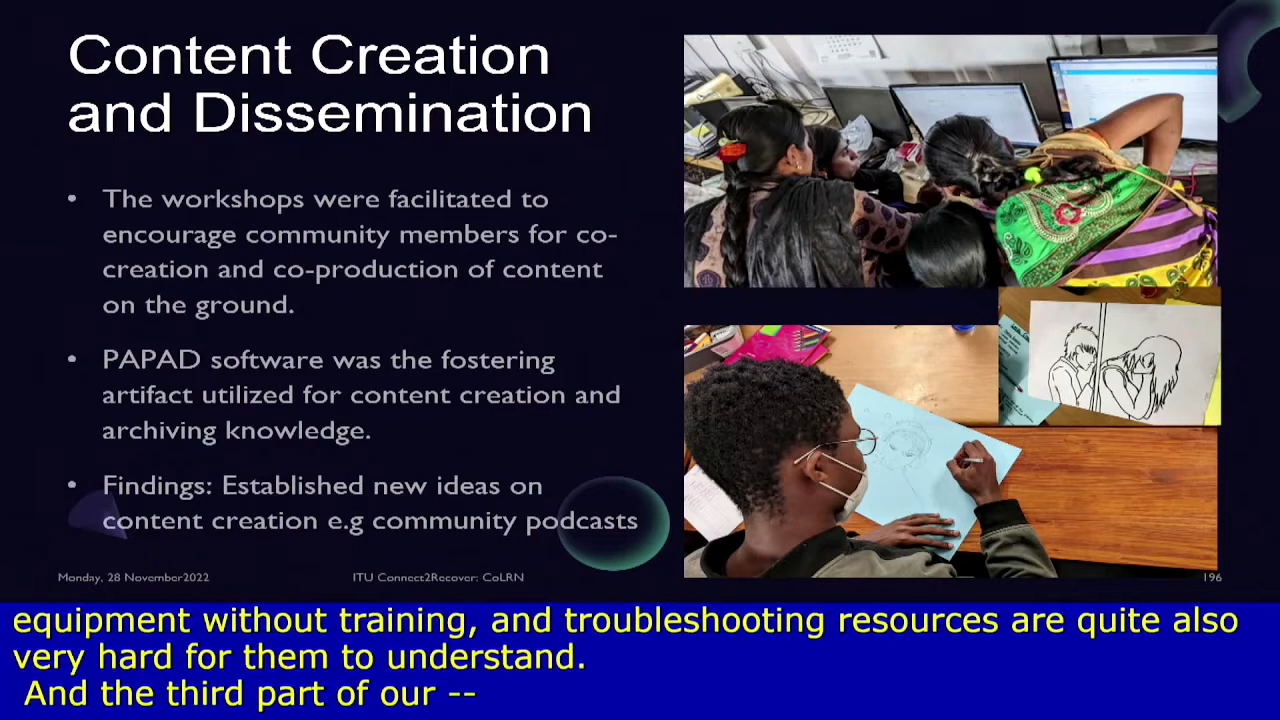 Content Creation
and Dissemination
• The workshops were facilitated to
encourage community members for co-
creation and co-production of content
on the ground.
• PAPAD software was the fostering
artifact utilized for content creation and
archiving knowledge.
• Findings: Established new ideas on
content creation e.g community podcasts
Monday, 28 November2022
ITU Connect2Recover: CoLRN
196
equipment without training, and troubleshooting resources are quite also
very hard for them to understand.
And the third part of our --